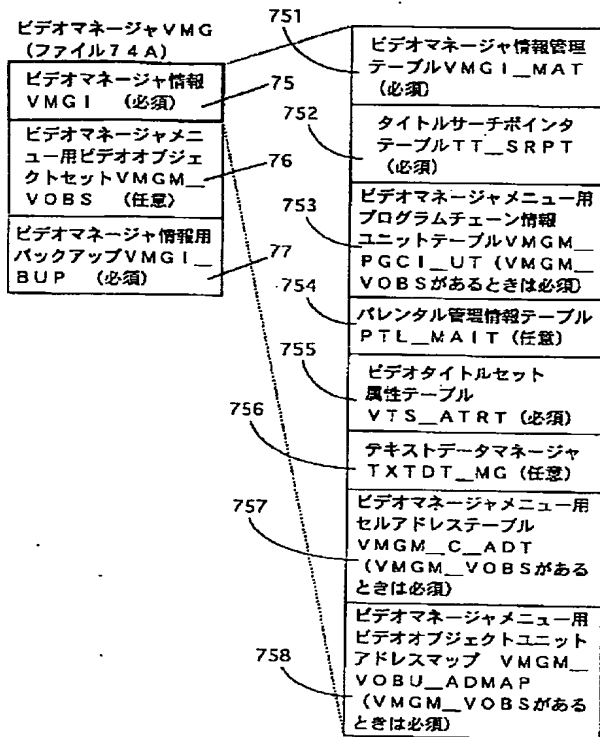 ビデオマネージャVMG
(ファイル74A)
ビデオマネージャ情報
VMGI (必須)
75
ビデオマネージャメニ
ュー用ビデオオブジェ
クトセットVMGM__
VOBS (任意)
76
ビデオマネージャ情報用
バックアップVMGI__
BUP (必須)
77
751
ビデオマネージャ情報管理
テーブルVMGI__MAT
(必須)
752
タイトルサーチポインタ
テーブルTT__SRPT
(必須)
753
ビデオマネージャメニュー用
プログラムチェーン情報
ユニットテーブルVMGM__
PGCI__UT (VMGM__
VOBSがあるときは必須)
754
パレンタル管理情報テーブル
PTL__MAIT (任意)
755
ビデオタイトルセット
属性テーブル
VTS__ATRT (必須)
756
テキストデータマネージャ
TXTDT__MG (任意)
757
ビデオマネージャメニュー用
セルアドレステーブル
VMGM__C__ADT
(VMGM__VOBSがある
ときは必須)
758
ビデオマネージャメニュー用
ビデオオブジェクトユニット
アドレスマップ VMGM__
VOBU__ADMAP
(VMGM__VOBSがある
ときは必須)